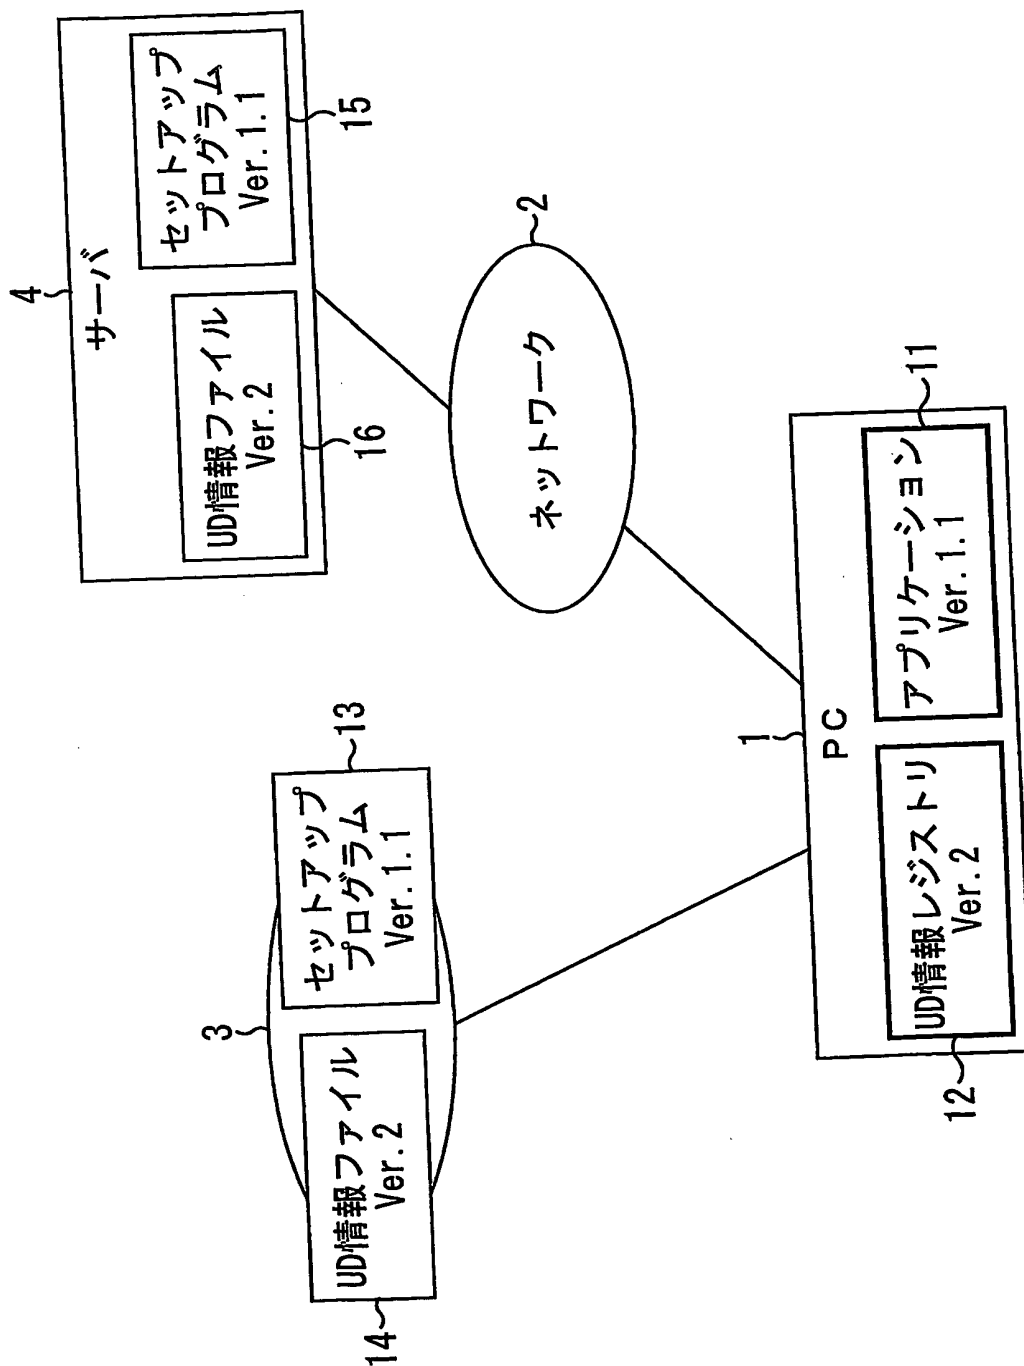 4
サーバ
UD情報ファイル
Ver.2
16
セットアップ
プログラム
Ver.1.1
15
2
ネットワーク
3
UD情報ファイル
Ver.2
14
セットアップ
プログラム
Ver.1.1
13
1
PC
UD情報レジストリ
Ver.2
12
アプリケーション
Ver.1.1
11